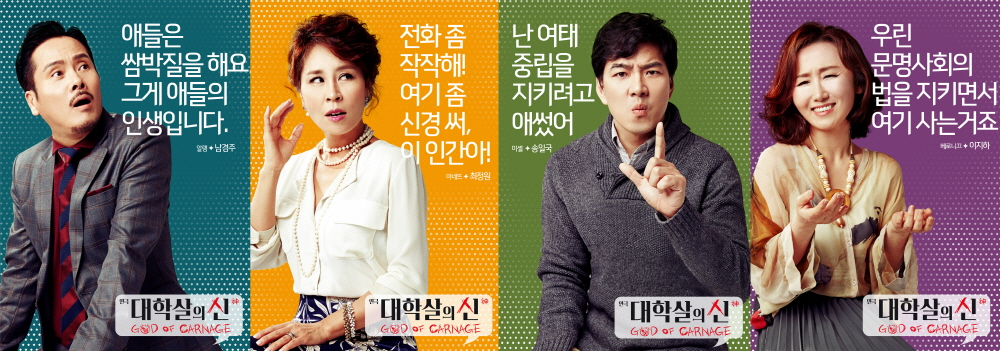 애들은
쌈박질을 해요
그게 애들의
인생입니다.
알랭 ✦ 남경주
연극 대학살의 신 神
GOD OF CARNAGE
전화 좀
작작해!
여기 좀
신경 써,
이 인간아!
아네트 ✦ 최정원
연극 대학살의 신 神
GOD OF CARNAGE
난 여태
중립을
지키려고
애썼어
미셸 ✦ 송일국
연극 대학살의 신 神
GOD OF CARNAGE
우린
문명사회의
법을 지키면서
여기 사는거죠
베로니끄 ✦ 이지하
연극 대학살의 신 神
GOD OF CARNAGE